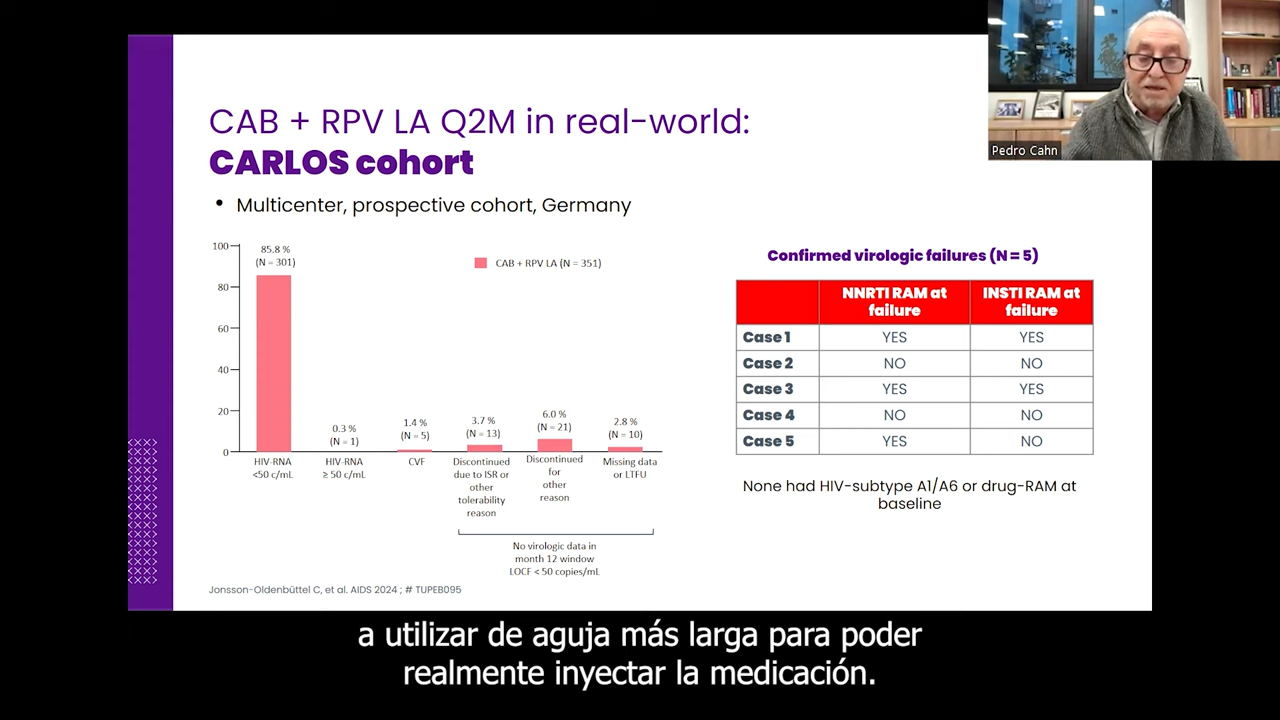 CAB + RPV LA Q2M in real-world:
CARLOS cohort
• Multicenter, prospective cohort, Germany
100
80
60
40
20
0
85.8 %
(N = 301)
0.3 %
(N = 1)
1.4 %
(N = 5)
3.7 %
(N = 13)
6.0 %
(N = 21)
2.8 %
(N = 10)
CAB + RPV LA (N = 351)
HIV-RNA
<50 c/mL
HIV-RNA
≥ 50 c/mL
CVF
Discontinued
due to ISR or
other
tolerability
reason
Discontinued
for
other
reason
Missing data
or LTFU
No virologic data in
month 12 window
LOCF < 50 copies/mL
Confirmed virologic failures (N = 5)
NNRTI RAM at
failure
INSTI RAM at
failure
Case 1 YES YES
Case 2 NO NO
Case 3 YES YES
Case 4 NO NO
Case 5 YES NO
None had HIV-subtype A1/A6 or drug-RAM at
baseline
Jonsson-Oldenbüttel C, et al. AIDS 2024 ; # TUPEB095
Pedro Cahn
a utilizar de aguja más larga para poder
realmente inyectar la medicación.